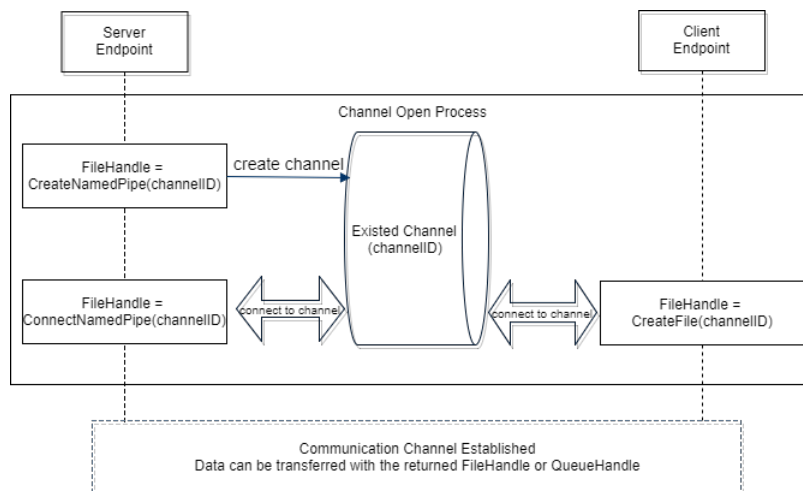 Server
Endpoint
Client
Endpoint
Channel Open Process
FileHandle =
CreateNamedPipe(channelID)
create channel
Existed Channel
(channelID)
FileHandle =
ConnectNamedPipe(channelID)
connect to channel
connect to channel
FileHandle =
CreateFile(channelID)
Communication Channel Established
Data can be transferred with the returned FileHandle or QueueHandle